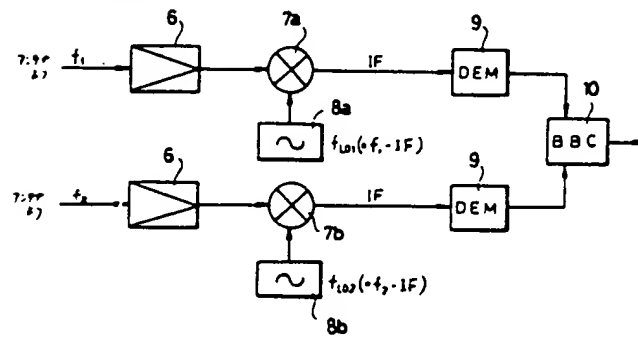 6
7a
9
f₁
IF
DEM
8a
10
fLO1(=f₁-IF)
BBC
6
9
f₂
IF
DEM
7b
fLO2(=f₂-IF)
8b